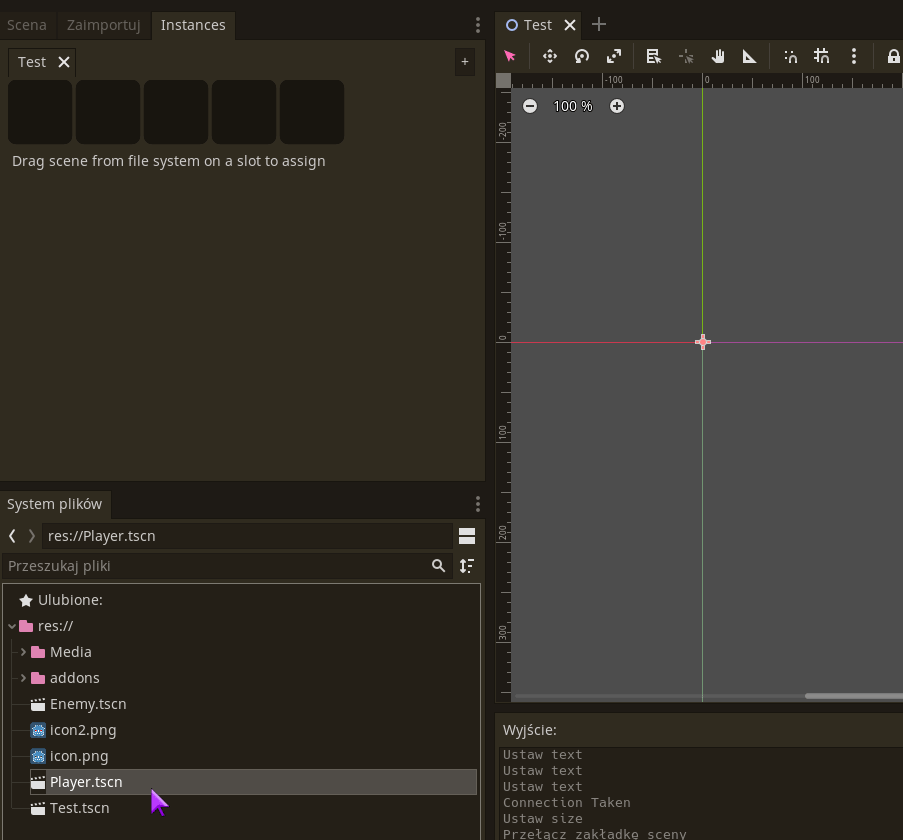 Scena Zaimportuj Instances
Test
+
Drag scene from file system on a slot to assign
System plików
res://Player.tscn
Przeszukaj pliki
Ulubione:
res://
Media
addons
Enemy.tscn
icon2.png
icon.png
Player.tscn
Test.tscn
Test
-100 0 100
100 %
-200
-100
0
100
200
300
Wyjście:
Ustaw text
Ustaw text
Ustaw text
Connection Taken
Ustaw size
Przełącz zakładkę sceny